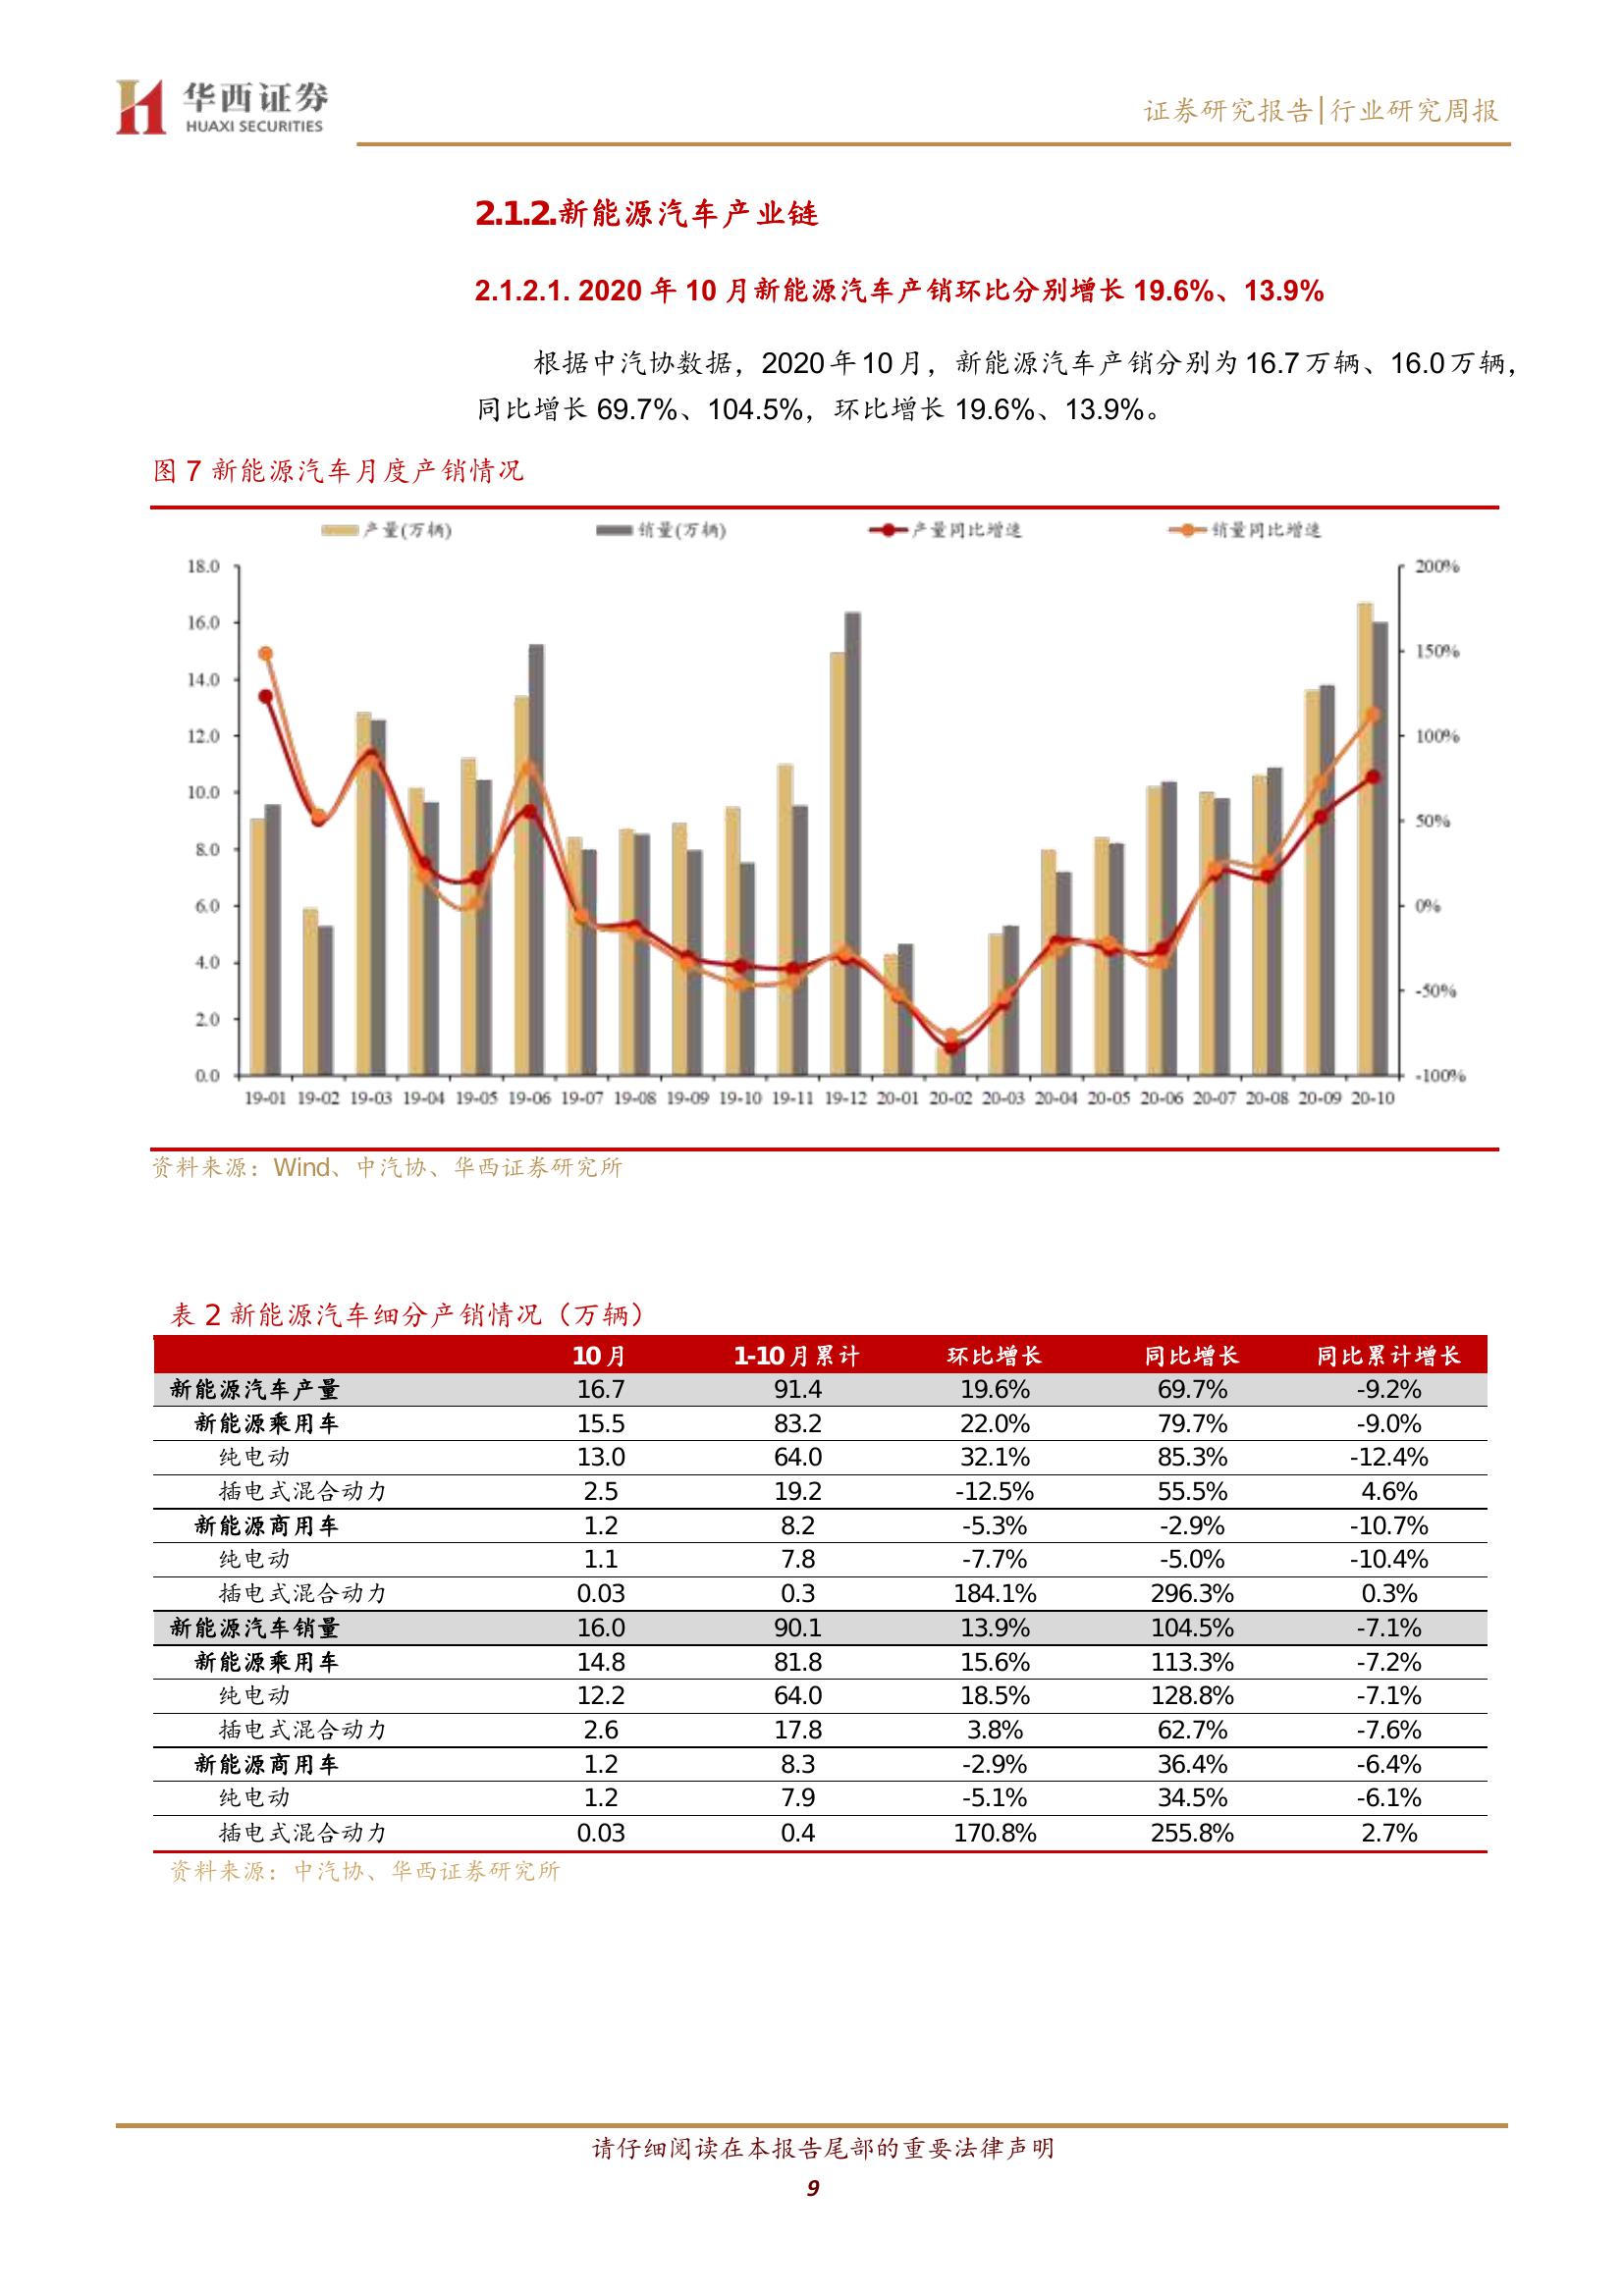 华西证券
HUAXI SECURITIES
证券研究报告|行业研究周报
2.1.2.新能源汽车产业链
2.1.2.1. 2020 年 10 月新能源汽车产销环比分别增长 19.6%、13.9%
根据中汽协数据，2020 年 10 月，新能源汽车产销分别为 16.7 万辆、16.0 万辆，
同比增长 69.7%、104.5%，环比增长 19.6%、13.9%。
图 7 新能源汽车月度产销情况
产量(万辆) 销量(万辆) 产量同比增速 销量同比增速
18.0 200%
16.0
150%
14.0
12.0 100%
10.0
50%
8.0
6.0 0%
4.0
-50%
2.0
0.0 -100%
19-01 19-02 19-03 19-04 19-05 19-06 19-07 19-08 19-09 19-10 19-11 19-12 20-01 20-02 20-03 20-04 20-05 20-06 20-07 20-08 20-09 20-10
资料来源：Wind、中汽协、华西证券研究所
表 2 新能源汽车细分产销情况（万辆）
10 月 1-10 月累计 环比增长 同比增长 同比累计增长
新能源汽车产量 16.7 91.4 19.6% 69.7% -9.2%
新能源乘用车 15.5 83.2 22.0% 79.7% -9.0%
纯电动 13.0 64.0 32.1% 85.3% -12.4%
插电式混合动力 2.5 19.2 -12.5% 55.5% 4.6%
新能源商用车 1.2 8.2 -5.3% -2.9% -10.7%
纯电动 1.1 7.8 -7.7% -5.0% -10.4%
插电式混合动力 0.03 0.3 184.1% 296.3% 0.3%
新能源汽车销量 16.0 90.1 13.9% 104.5% -7.1%
新能源乘用车 14.8 81.8 15.6% 113.3% -7.2%
纯电动 12.2 64.0 18.5% 128.8% -7.1%
插电式混合动力 2.6 17.8 3.8% 62.7% -7.6%
新能源商用车 1.2 8.3 -2.9% 36.4% -6.4%
纯电动 1.2 7.9 -5.1% 34.5% -6.1%
插电式混合动力 0.03 0.4 170.8% 255.8% 2.7%
资料来源：中汽协、华西证券研究所
请仔细阅读在本报告尾部的重要法律声明
9